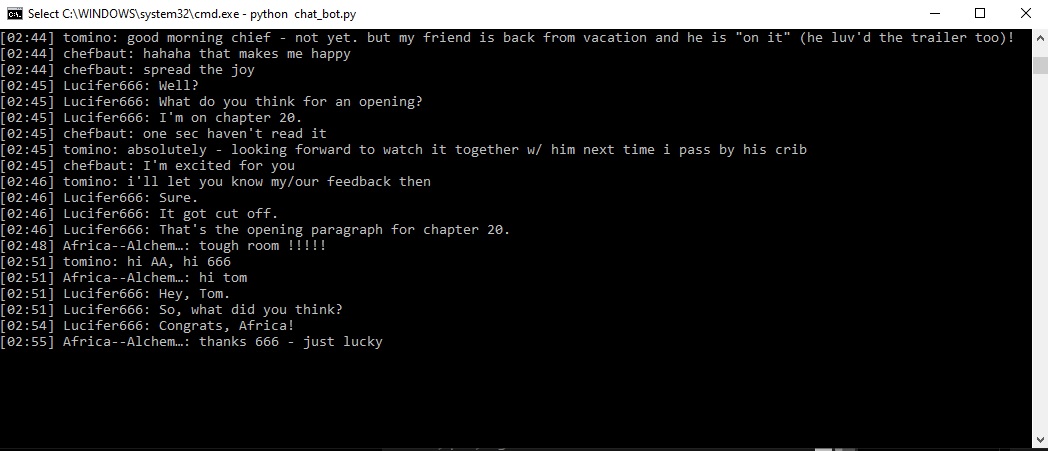 Select C:\WINDOWS\system32\cmd.exe - python  chat_bot.py
[02:44] tomino: good morning chief - not yet. but my friend is back from vacation and he is "on it" (he luv'd the trailer too)!
[02:44] chefbaut: hahaha that makes me happy
[02:44] chefbaut: spread the joy
[02:45] Lucifer666: Well?
[02:45] Lucifer666: What do you think for an opening?
[02:45] Lucifer666: I'm on chapter 20.
[02:45] chefbaut: one sec haven't read it
[02:45] tomino: absolutely - looking forward to watch it together w/ him next time i pass by his crib
[02:45] chefbaut: I'm excited for you
[02:46] tomino: i'll let you know my/our feedback then
[02:46] Lucifer666: Sure.
[02:46] Lucifer666: It got cut off.
[02:46] Lucifer666: That's the opening paragraph for chapter 20.
[02:48] Africa--Alchem…: tough room !!!!!
[02:51] tomino: hi AA, hi 666
[02:51] Africa--Alchem…: hi tom
[02:51] Lucifer666: Hey, Tom.
[02:51] Lucifer666: So, what did you think?
[02:54] Lucifer666: Congrats, Africa!
[02:55] Africa--Alchem…: thanks 666 - just lucky